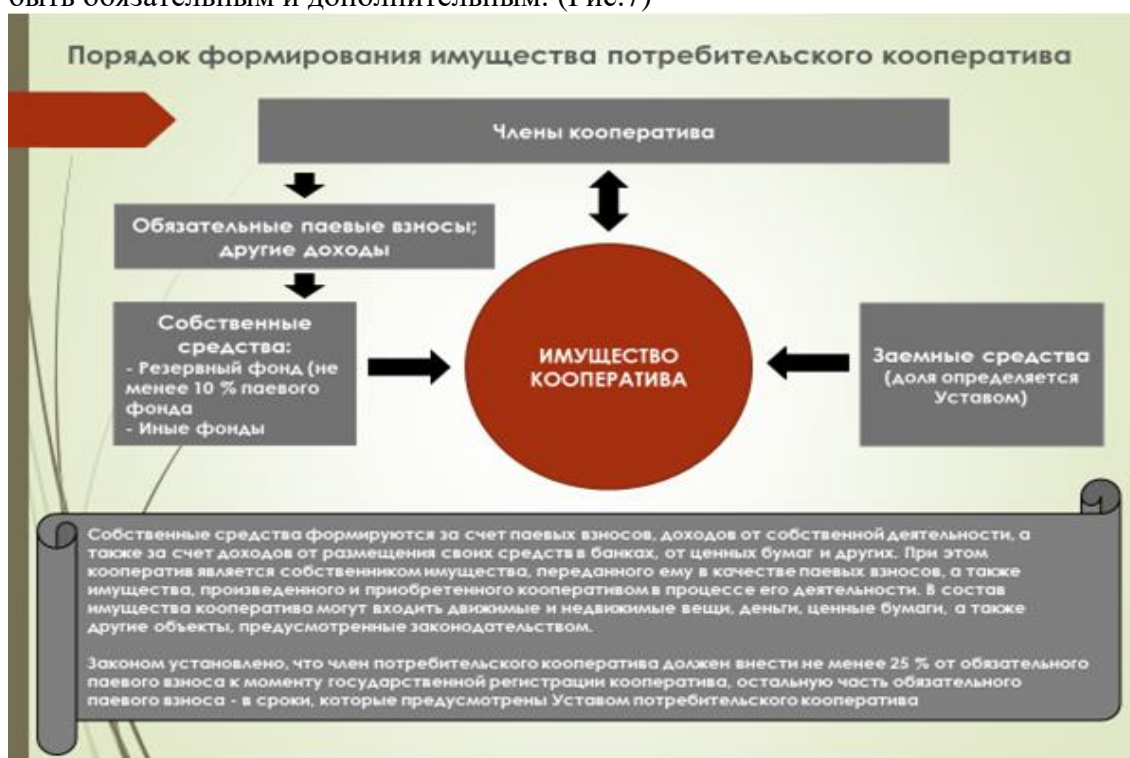 быть обязательным и дополнительным. (Рис.7)
Порядок формирования имущества потребительского кооператива
Члены кооператива
Обязательные паевые взносы;
другие доходы
Собственные
средства:
- Резервный фонд (не
менее 10 % паевого
фонда
- Иные фонды
ИМУЩЕСТВО
КООПЕРАТИВА
Заемные средства
(доля определяется
Уставом)
Собственные средства формируются за счет паевых взносов, доходов от собственной деятельности, а
также за счет доходов от размещения своих средств в банках, от ценных бумаг и других. При этом
кооператив является собственником имущества, переданного ему в качестве паевых взносов, а также
имущества, произведенного и приобретенного кооперативом в процессе его деятельности. В состав
имущества кооператива могут входить движимые и недвижимые вещи, деньги, ценные бумаги, а также
другие объекты, предусмотренные законодательством.
Законом установлено, что член потребительского кооператива должен внести не менее 25 % от обязательного
паевого взноса к моменту государственной регистрации кооператива, остальную часть обязательного
паевого взноса - в сроки, которые предусмотрены Уставом потребительского кооператива